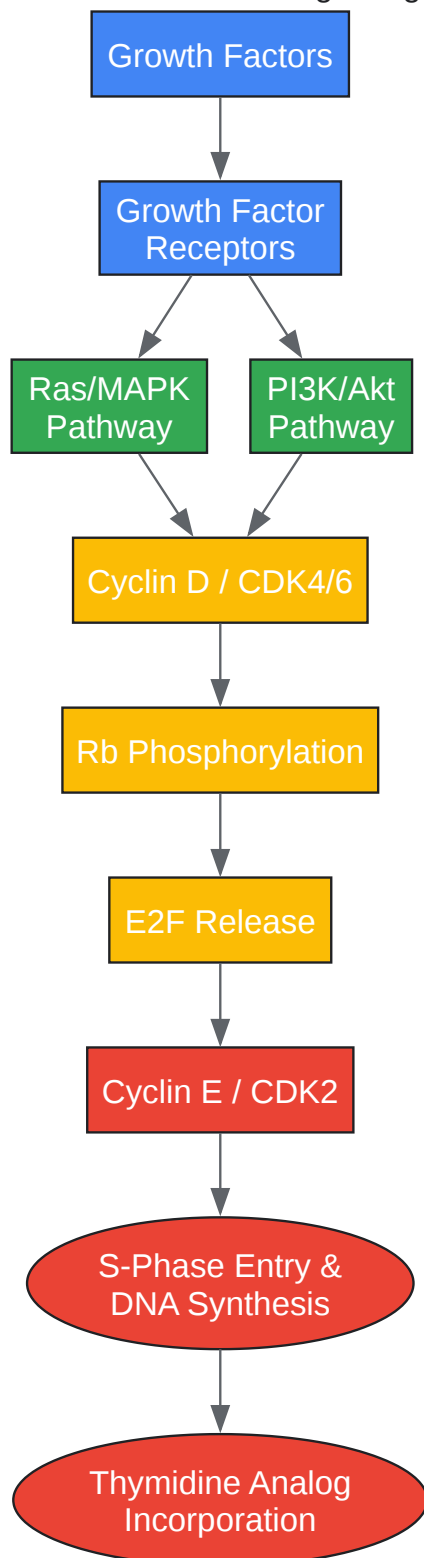 Growth Factors
Growth Factor
Receptors
Ras/MAPK
Pathway
PI3K/Akt
Pathway
Cyclin D / CDK4/6
Rb Phosphorylation
E2F Release
Cyclin E / CDK2
S-Phase Entry &
DNA Synthesis
Thymidine Analog
Incorporation